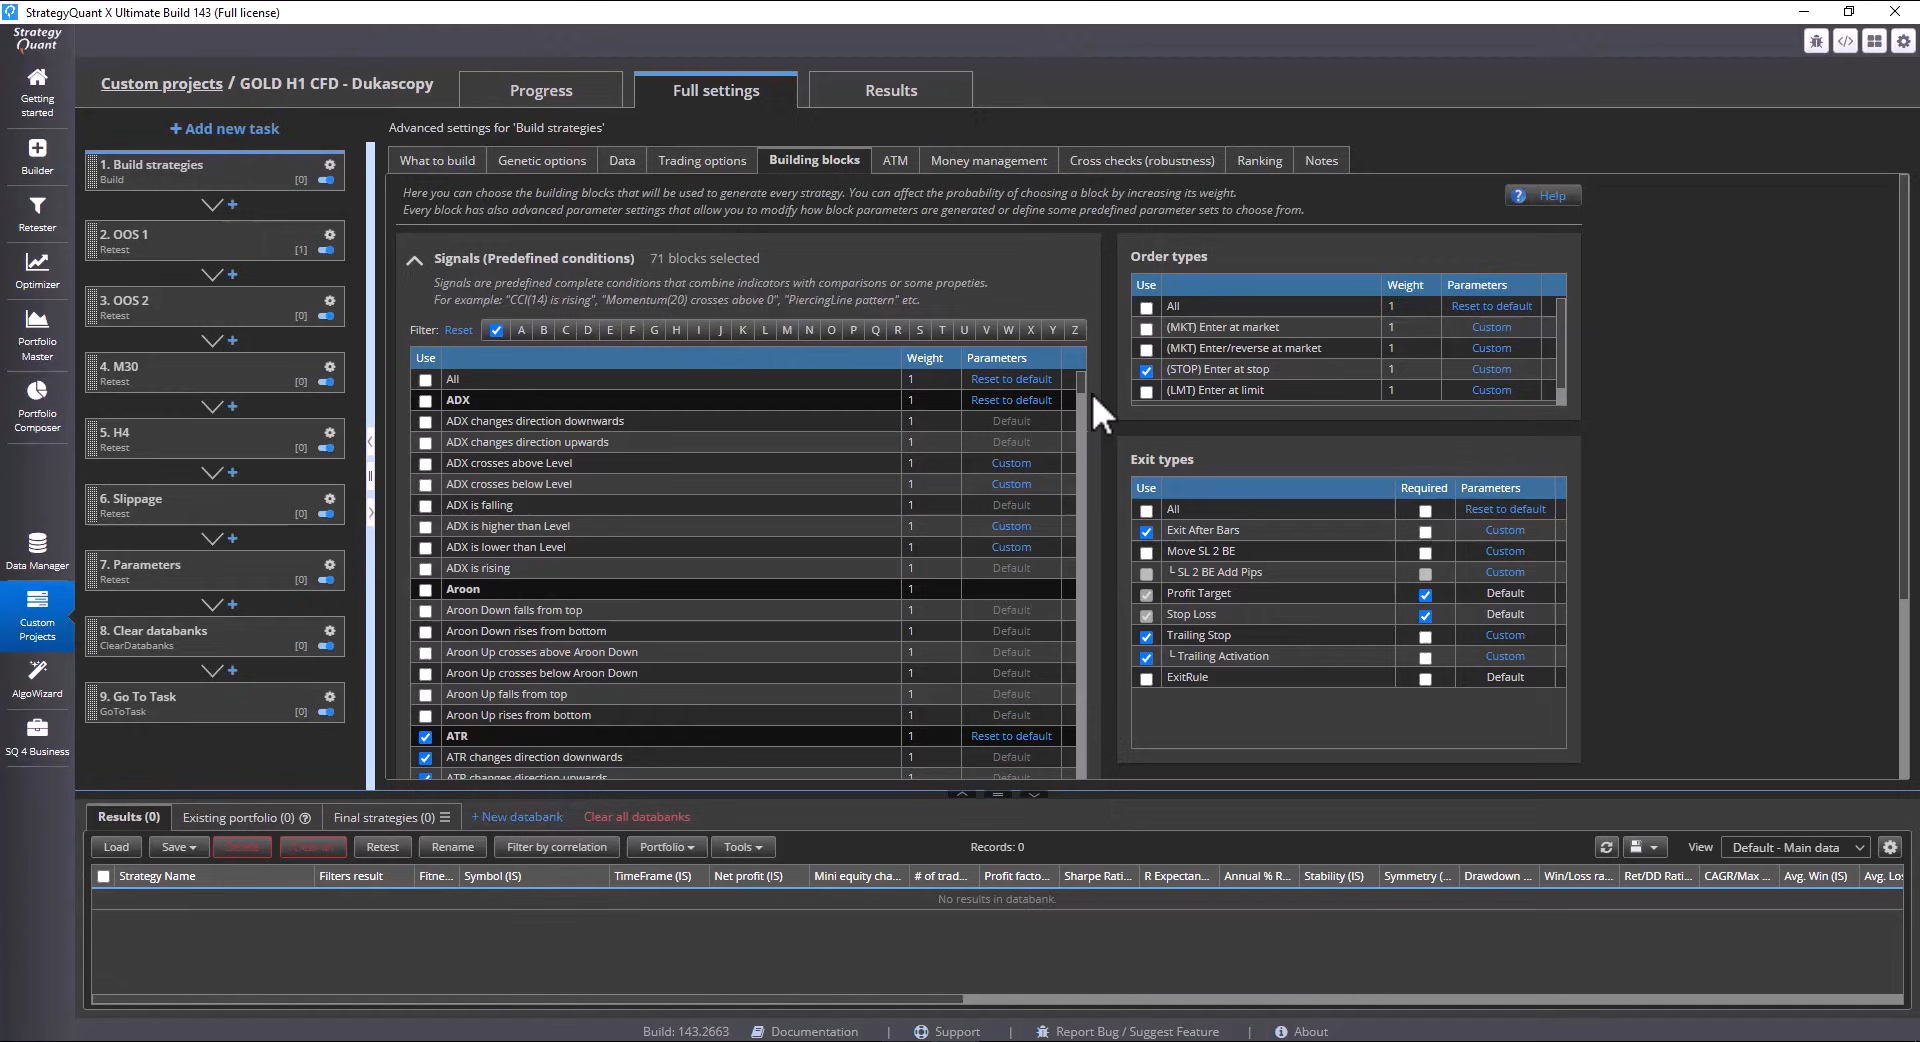 StrategyQuant X Ultimate Build 143 (Full license)
Strategy
Quant
Getting
started
Builder
Retester
Optimizer
Portfolio
Master
Portfolio
Composer
Data Manager
Custom
Projects
AlgoWizard
SQ 4 Business
Custom projects / GOLD H1 CFD - Dukascopy
Progress
Full settings
Results
+ Add new task
1. Build strategies
Build [0]
2. OOS 1
Retest [1]
3. OOS 2
Retest [0]
4. M30
Retest [0]
5. H4
Retest [0]
6. Slippage
Retest [0]
7. Parameters
Retest [0]
8. Clear databanks
ClearDatabanks [0]
9. Go To Task
GoToTask [0]
Advanced settings for 'Build strategies'
What to build Genetic options Data Trading options Building blocks ATM Money management Cross checks (robustness) Ranking Notes
Here you can choose the building blocks that will be used to generate every strategy. You can affect the probability of choosing a block by increasing its weight.
Every block has also advanced parameter settings that allow you to modify how block parameters are generated or define some predefined parameter sets to choose from.
? Help
Signals (Predefined conditions) 71 blocks selected
Signals are predefined complete conditions that combine indicators with comparisons or some propeties.
For example: "CCI(14) is rising", "Momentum(20) crosses above 0", "PiercingLine pattern" etc.
Filter: Reset A B C D E F G H I J K L M N O P Q R S T U V W X Y Z
Use Weight Parameters
All 1 Reset to default
ADX 1 Reset to default
ADX changes direction downwards 1 Default
ADX changes direction upwards 1 Default
ADX crosses above Level 1 Custom
ADX crosses below Level 1 Custom
ADX is falling 1 Default
ADX is higher than Level 1 Custom
ADX is lower than Level 1 Custom
ADX is rising 1 Default
Aroon 1
Aroon Down falls from top 1 Default
Aroon Down rises from bottom 1 Default
Aroon Up crosses above Aroon Down 1 Default
Aroon Up crosses below Aroon Down 1 Default
Aroon Up falls from top 1 Default
Aroon Up rises from bottom 1 Default
ATR 1 Reset to default
ATR changes direction downwards 1 Default
ATR changes direction upwards 1 Default
Order types
Use Weight Parameters
All 1 Reset to default
(MKT) Enter at market 1 Custom
(MKT) Enter/reverse at market 1 Custom
(STOP) Enter at stop 1 Custom
(LMT) Enter at limit 1 Custom
Exit types
Use Required Parameters
All Reset to default
Exit After Bars Custom
Move SL 2 BE Custom
└ SL 2 BE Add Pips Custom
Profit Target Default
Stop Loss Default
Trailing Stop Custom
└ Trailing Activation Custom
ExitRule Default
Results (0) Existing portfolio (0) ? Final strategies (0) + New databank Clear all databanks
Load Save Retest Rename Filter by correlation Portfolio Tools Records: 0 View Default - Main data
Strategy Name Filters result Fitne... Symbol (IS) TimeFrame (IS) Net profit (IS) Mini equity cha... # of trad... Profit facto... Sharpe Rati... R Expectan... Annual % R... Stability (IS) Symmetry (... Drawdown ... Win/Loss ra... Ret/DD Rati... CAGR/Max ... Avg. Win (IS) Avg. Lo
No results in databank.
Build: 143.2663 Documentation | Support | Report Bug / Suggest Feature | About